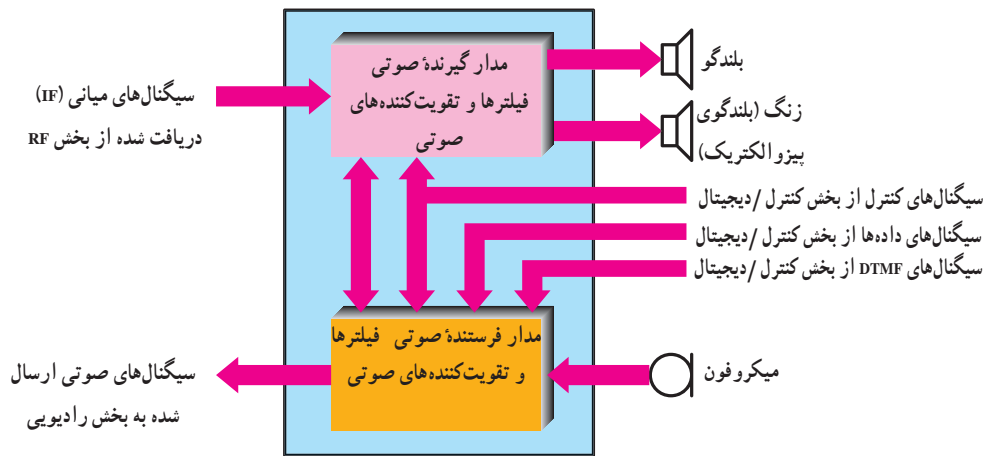 مدار گیرندهٔ صوتی
فیلترها و تقویت‌کننده‌های
صوتی
بلندگو
زنگ (بلندگوی
پیزو الکتریک)
سیگنال‌های میانی (IF)
دریافت شده از بخش RF
سیگنال‌های کنترل از بخش کنترل /دیجیتال
سیگنال‌های داده‌ها از بخش کنترل /دیجیتال
سیگنال‌های DTMF از بخش کنترل /دیجیتال
مدار فرستندهٔ صوتی فیلترها
و تقویت‌کننده‌های صوتی
میکروفون
سیگنال‌های صوتی ارسال
شده به بخش رادیویی